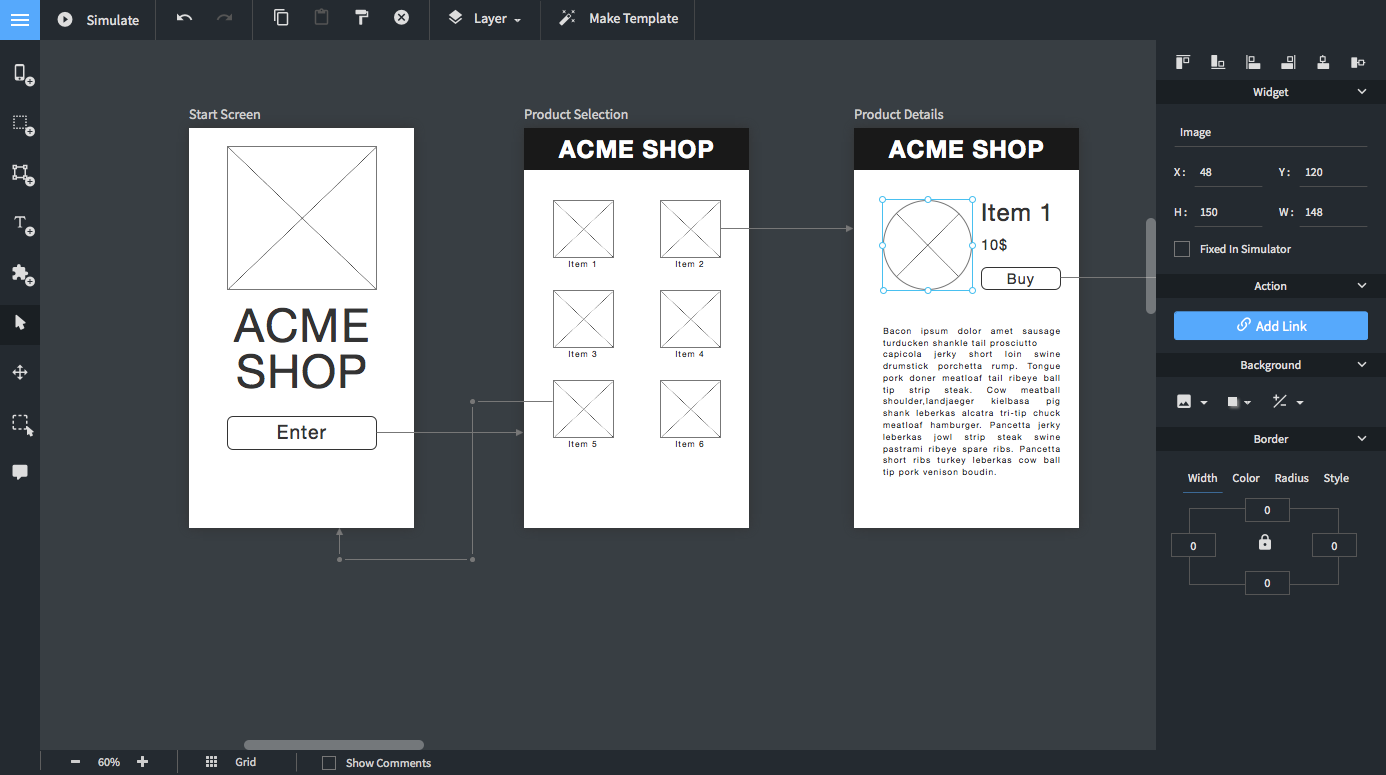 Simulate
Layer
Make Template
Start Screen
ACME
SHOP
Enter
Product Selection
ACME SHOP
Item 1
Item 2
Item 3
Item 4
Item 5
Item 6
Product Details
ACME SHOP
Item 1
10$
Buy
Bacon ipsum dolor amet sausage
turducken shankle tail prosciutto
capicola jerky short loin swine
drumstick porchetta rump. Tongue
pork doner meatloaf tail ribeye ball
tip strip steak. Cow meatball
shoulder,landjaeger kielbasa pig
shank leberkas alcatra tri-tip chuck
meatloaf hamburger. Pancetta jerky
leberkas jowl strip steak swine
pastrami ribeye spare ribs. Pancetta
short ribs turkey leberkas cow ball
tip pork venison boudin.
Widget
Image
X: 48 Y: 120
H: 150 W: 148
Fixed In Simulator
Action
Add Link
Background
Border
Width Color Radius Style
0
0 0
0
60% Grid Show Comments